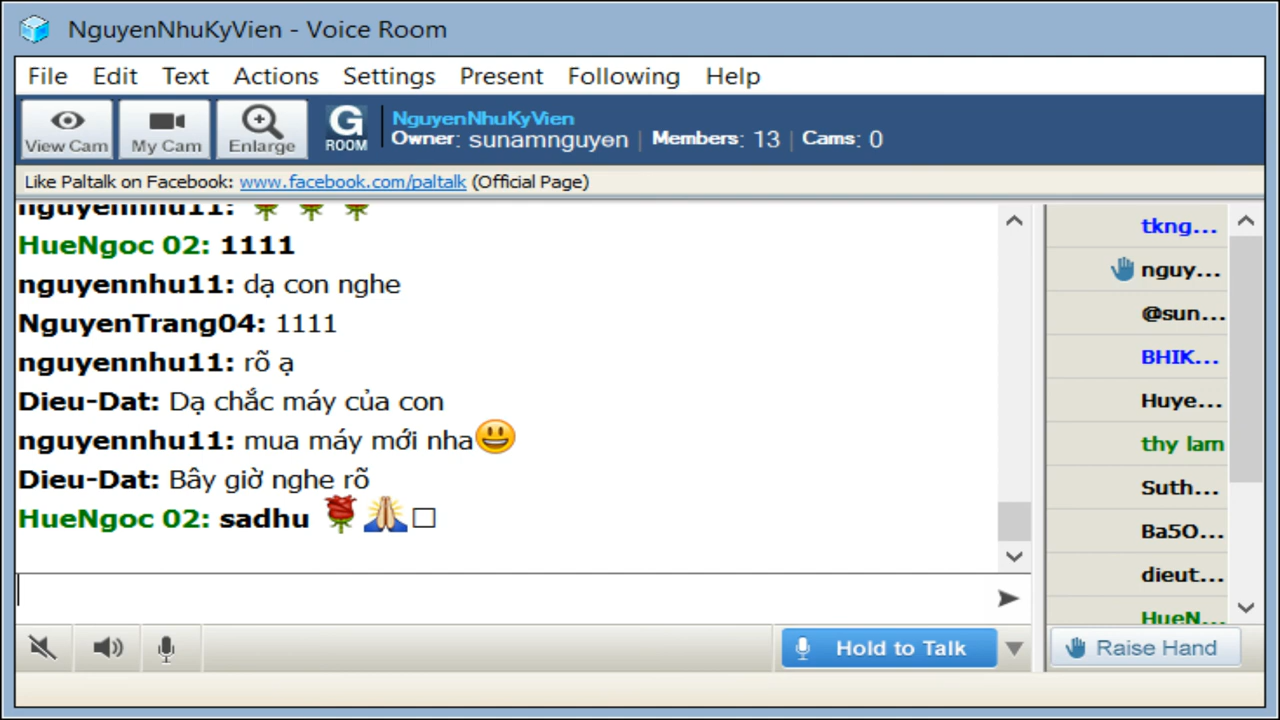 NguyenNhuKyVien - Voice Room
File Edit Text Actions Settings Present Following Help
View Cam My Cam Enlarge G ROOM
NguyenNhuKyVien
Owner: sunamnguyen | Members: 13 | Cams: 0
Like Paltalk on Facebook: www.facebook.com/paltalk (Official Page)
nguyennhu11:
HueNgoc 02: 1111
nguyennhu11: dạ con nghe
NguyenTrang04: 1111
nguyennhu11: rõ ạ
Dieu-Dat: Dạ chắc máy của con
nguyennhu11: mua máy mới nha😃
Dieu-Dat: Bây giờ nghe rõ
HueNgoc 02: sadhu 🌹🙏□
tkng...
nguy...
@sun...
BHIK...
Huye...
thy lam
Suth...
Ba5O...
dieut...
HueN...
Hold to Talk
Raise Hand